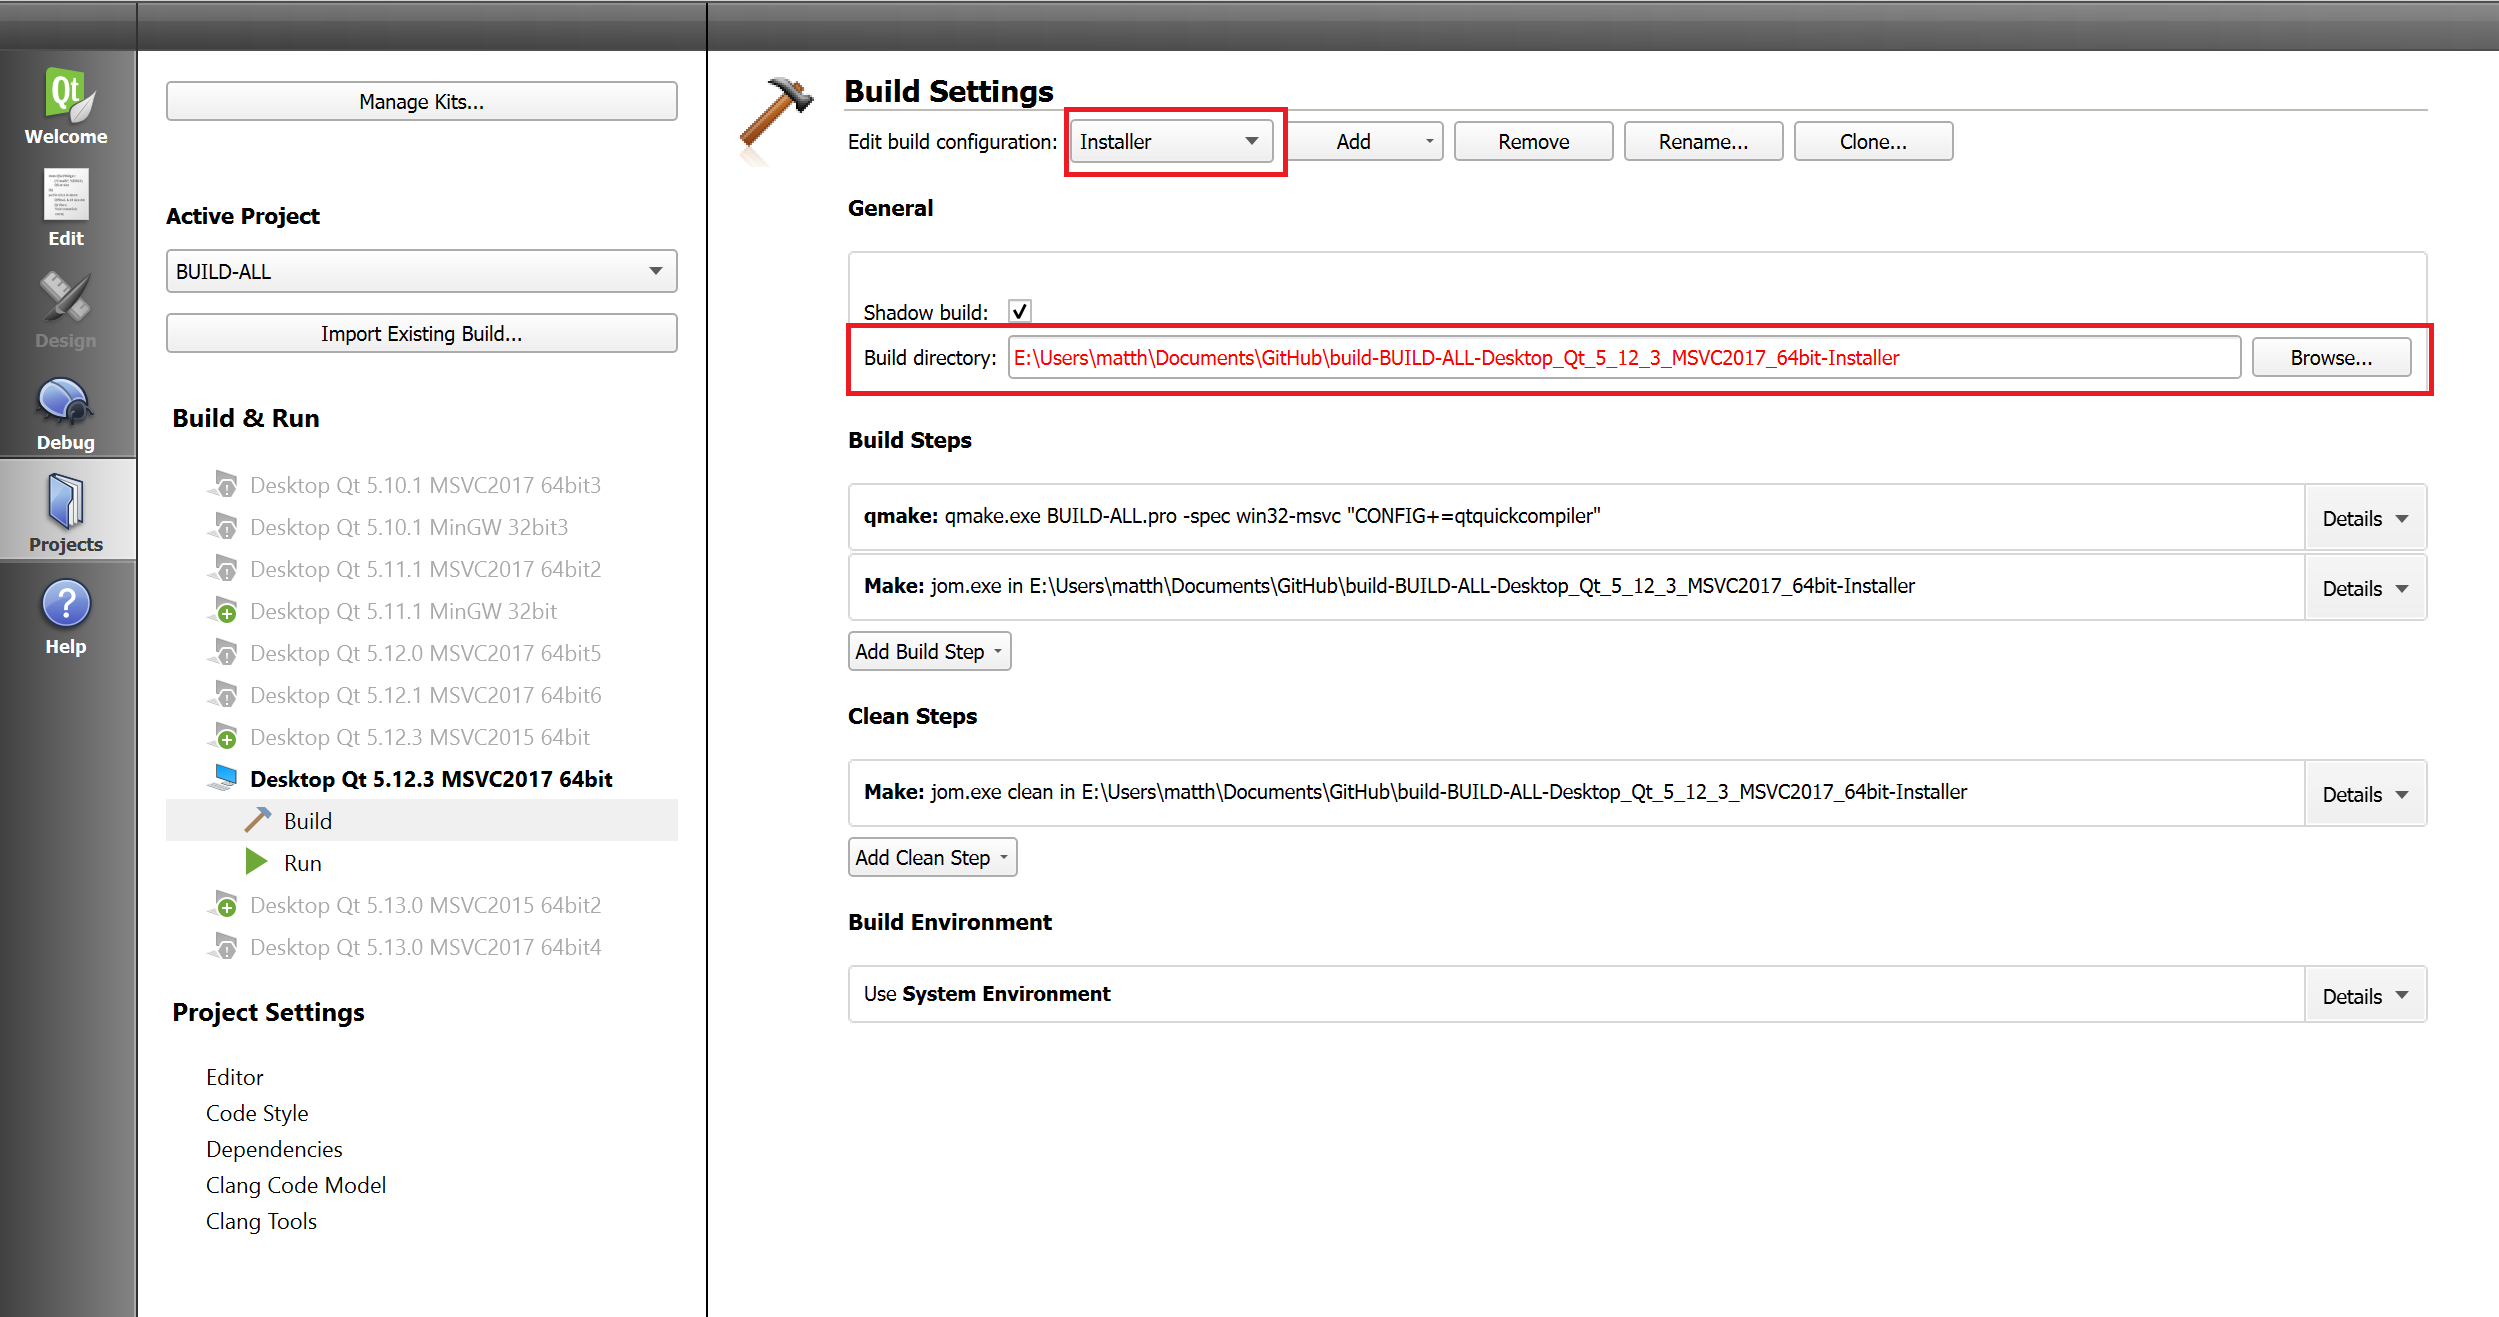 Qt
Welcome
Edit
Design
Debug
Projects
?
Help
Manage Kits...
Active Project
BUILD-ALL
Import Existing Build...
Build & Run
Desktop Qt 5.10.1 MSVC2017 64bit3
Desktop Qt 5.10.1 MinGW 32bit3
Desktop Qt 5.11.1 MSVC2017 64bit2
Desktop Qt 5.11.1 MinGW 32bit
Desktop Qt 5.12.0 MSVC2017 64bit5
Desktop Qt 5.12.1 MSVC2017 64bit6
Desktop Qt 5.12.3 MSVC2015 64bit
Desktop Qt 5.12.3 MSVC2017 64bit
Build
Run
Desktop Qt 5.13.0 MSVC2015 64bit2
Desktop Qt 5.13.0 MSVC2017 64bit4
Project Settings
Editor
Code Style
Dependencies
Clang Code Model
Clang Tools
Build Settings
Edit build configuration: Installer Add Remove Rename... Clone...
General
Shadow build:
Build directory: E:\Users\matth\Documents\GitHub\build-BUILD-ALL-Desktop_Qt_5_12_3_MSVC2017_64bit-Installer Browse...
Build Steps
qmake: qmake.exe BUILD-ALL.pro -spec win32-msvc "CONFIG+=qtquickcompiler" Details
Make: jom.exe in E:\Users\matth\Documents\GitHub\build-BUILD-ALL-Desktop_Qt_5_12_3_MSVC2017_64bit-Installer Details
Add Build Step
Clean Steps
Make: jom.exe clean in E:\Users\matth\Documents\GitHub\build-BUILD-ALL-Desktop_Qt_5_12_3_MSVC2017_64bit-Installer Details
Add Clean Step
Build Environment
Use System Environment Details